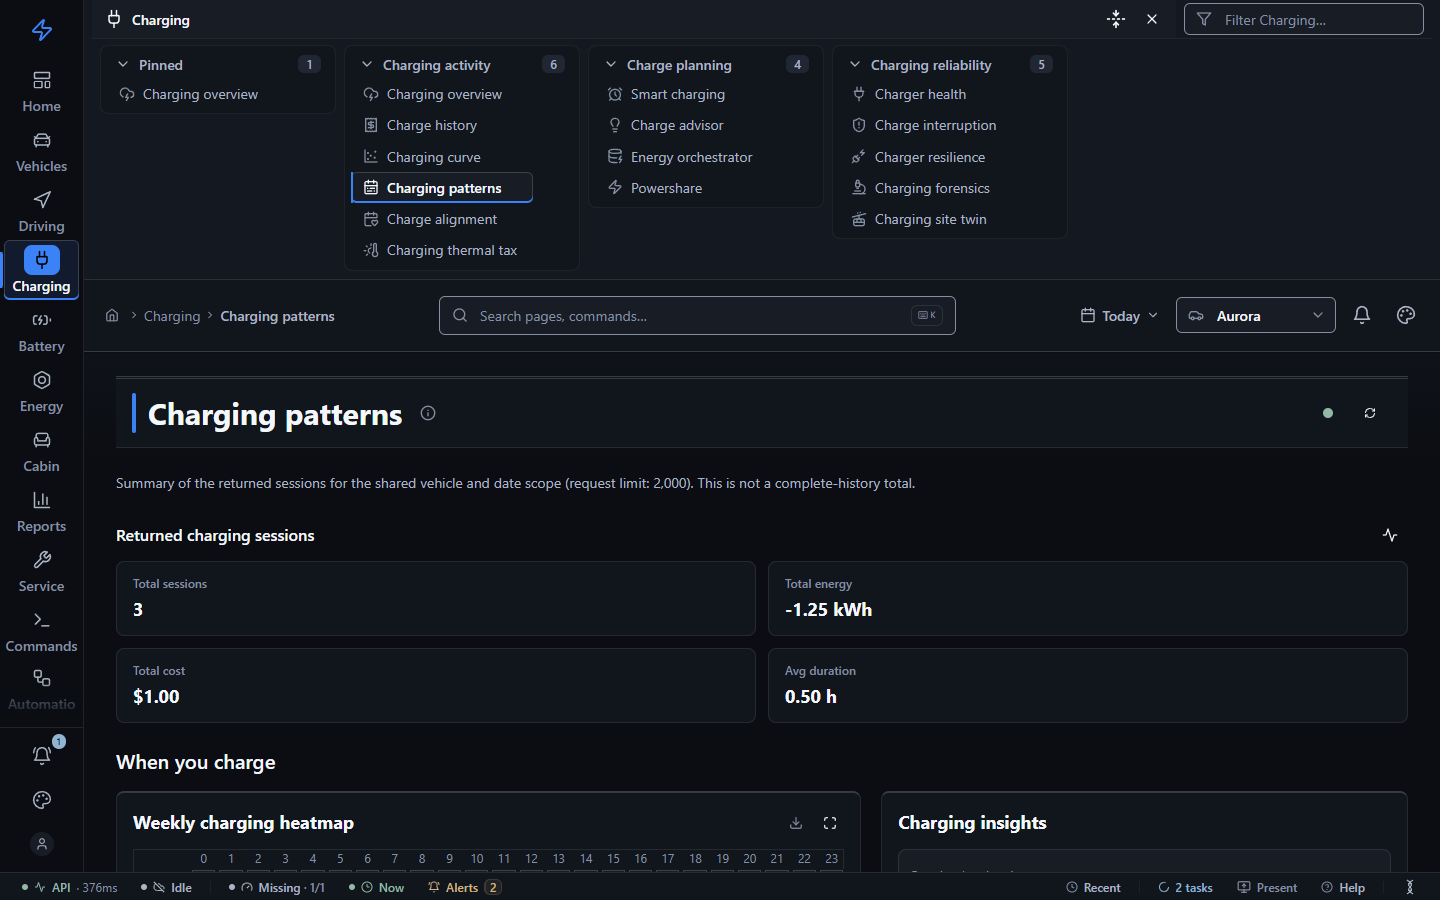 Charging
Filter Charging...
Pinned 1
Charging overview
Charging activity 6
Charging overview
Charge history
Charging curve
Charging patterns
Charge alignment
Charging thermal tax
Charge planning 4
Smart charging
Charge advisor
Energy orchestrator
Powershare
Charging reliability 5
Charger health
Charge interruption
Charger resilience
Charging forensics
Charging site twin
Home
Vehicles
Driving
Charging
Battery
Energy
Cabin
Reports
Service
Commands
Automatio
1
Charging > Charging patterns
Search pages, commands... K
Today
Aurora
Charging patterns
Summary of the returned sessions for the shared vehicle and date scope (request limit: 2,000). This is not a complete-history total.
Returned charging sessions
Total sessions
3
Total energy
-1.25 kWh
Total cost
$1.00
Avg duration
0.50 h
When you charge
Weekly charging heatmap
0 1 2 3 4 5 6 7 8 9 10 11 12 13 14 15 16 17 18 19 20 21 22 23
Charging insights
API · 376ms
Idle
Missing · 1/1
Now
Alerts 2
Recent
2 tasks
Present
Help